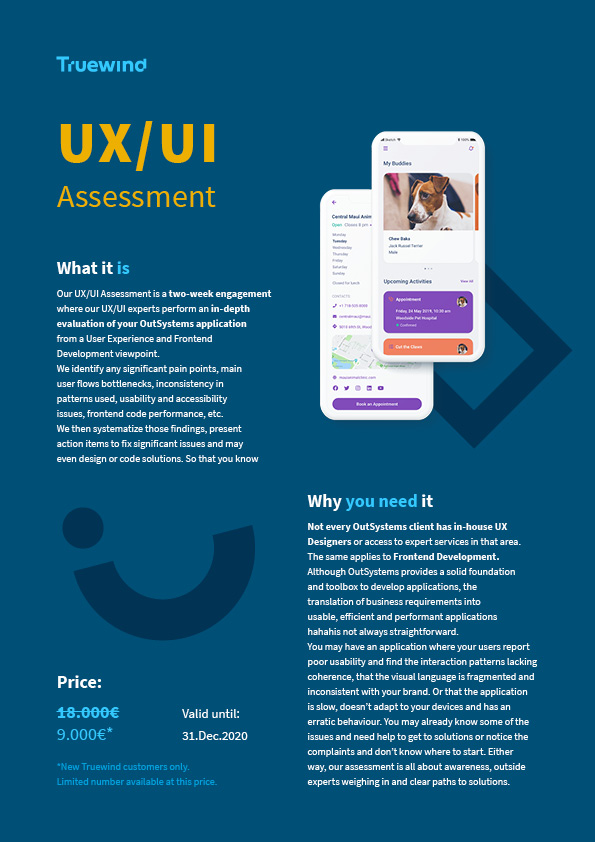 Truewind
UX/UI
Assessment
What it is
Our UX/UI Assessment is a two-week engagement
where our UX/UI experts perform an in-depth
evaluation of your OutSystems application
from a User Experience and Frontend
Development viewpoint.
We identify any significant pain points, main
user flows bottlenecks, inconsistency in
patterns used, usability and accessibility
issues, frontend code performance, etc.
We then systematize those findings, present
action items to fix significant issues and may
even design or code solutions. So that you know
My Buddies
Chew Baka
Jack Russel Terrier
Male
Upcoming Activities
View All
Appointment
Friday, 24 May 2019, 10:30 am
Woodside Pet Hospital
Confirmed
Cut the Claws
Central Maui Anim
Open
Closes 8 pm
Monday
Tuesday
Wednesday
Thursday
Friday
Saturday
Sunday
Closed for Lunch
CONTACTS
Book an Appointment
Why you need it
Not every OutSystems client has in-house UX
Designers or access to expert services in that area.
The same applies to Frontend Development.
Although OutSystems provides a solid foundation
and toolbox to develop applications, the
translation of business requirements into
usable, efficient and performant applications
hahahis not always straightforward.
You may have an application where your users report
poor usability and find the interaction patterns lacking
coherence, that the visual language is fragmented and
inconsistent with your brand. Or that the application
is slow, doesn't adapt to your devices and has an
erratic behaviour. You may already know some of the
issues and need help to get to solutions or notice the
complaints and don't know where to start. Either
way, our assessment is all about awareness, outside
experts weighing in and clear paths to solutions.
Price:
18.000€
9.000€*
Valid until:
31.Dec.2020
*New Truewind customers only.
Limited number available at this price.